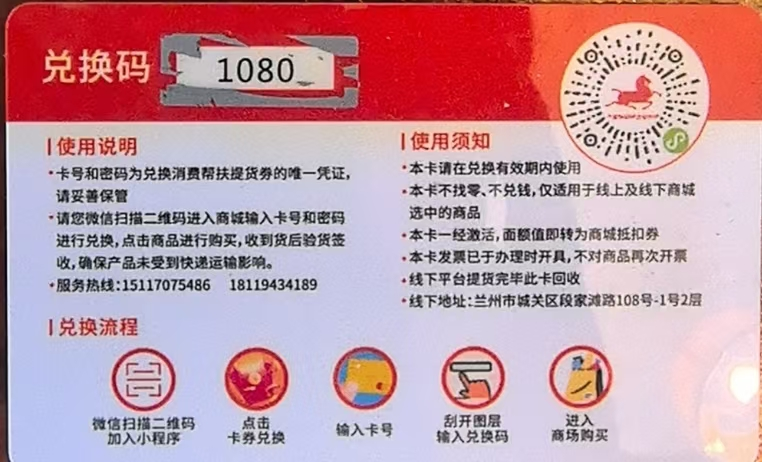 兑换码 1080
使用说明
·卡号和密码为兑换消费帮扶提货券的唯一凭证，
请妥善保管
·请您微信扫描二维码进入商城输入卡号和密码
进行兑换，点击商品进行购买，收到货后验货签
收，确保产品未受到快递运输影响。
·服务热线：15117075486 18119434189
使用须知
·本卡请在兑换有效期内使用
·本卡不找零、不兑钱，仅适用于线上及线下商城
选中的商品
·本卡一经激活，面额值即转为商城抵扣券
·本卡发票已于办理时开具，不对商品再次开票
·线下平台提货完毕此卡回收
·线下地址：兰州市城关区段家滩路108号-1号2层
兑换流程
微信扫描二维码
加入小程序
点击
卡券兑换
输入卡号
刮开图层
输入兑换码
进入
商场购买